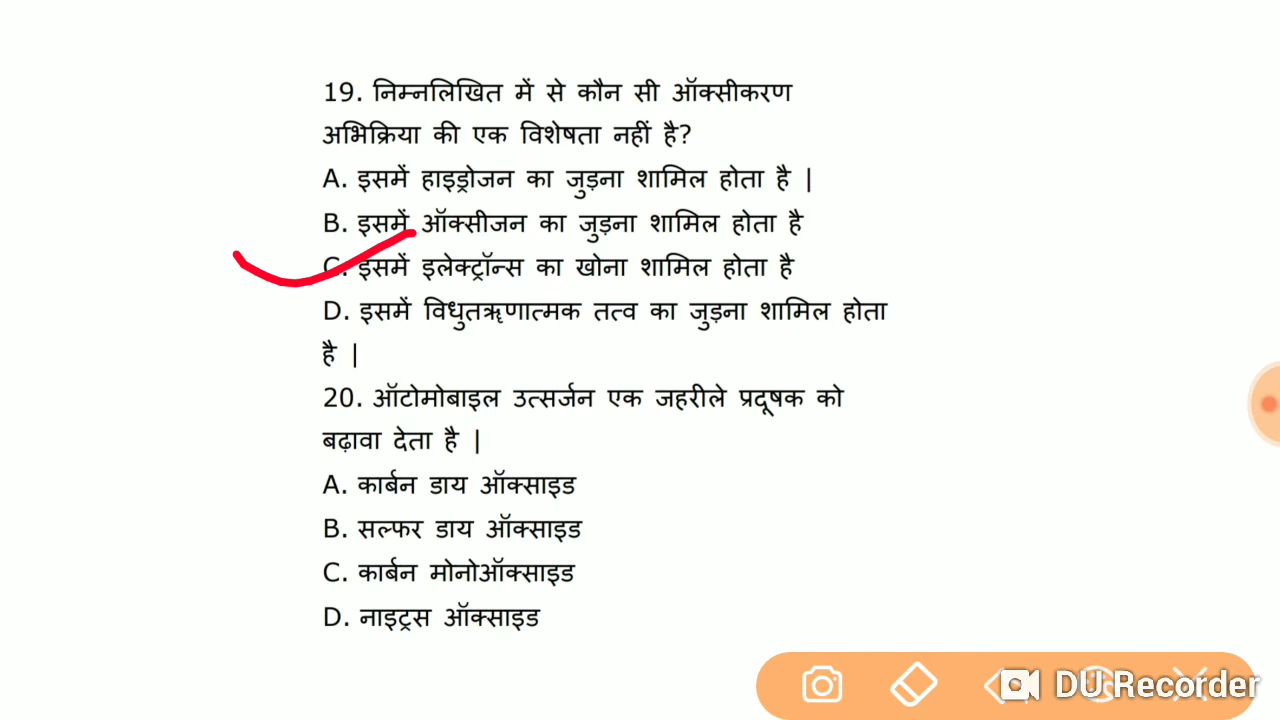 19. निम्नलिखित में से कौन सी ऑक्सीकरण
अभिक्रिया की एक विशेषता नहीं है?
A. इसमें हाइड्रोजन का जुड़ना शामिल होता है |
B. इसमें ऑक्सीजन का जुड़ना शामिल होता है
C. इसमें इलेक्ट्रॉन्स का खोना शामिल होता है
D. इसमें विधुतॠणात्मक तत्व का जुड़ना शामिल होता
है |
20. ऑटोमोबाइल उत्सर्जन एक जहरीले प्रदूषक को
बढ़ावा देता है |
A. कार्बन डाय ऑक्साइड
B. सल्फर डाय ऑक्साइड
C. कार्बन मोनोऑक्साइड
D. नाइट्रस ऑक्साइड
DU Recorder